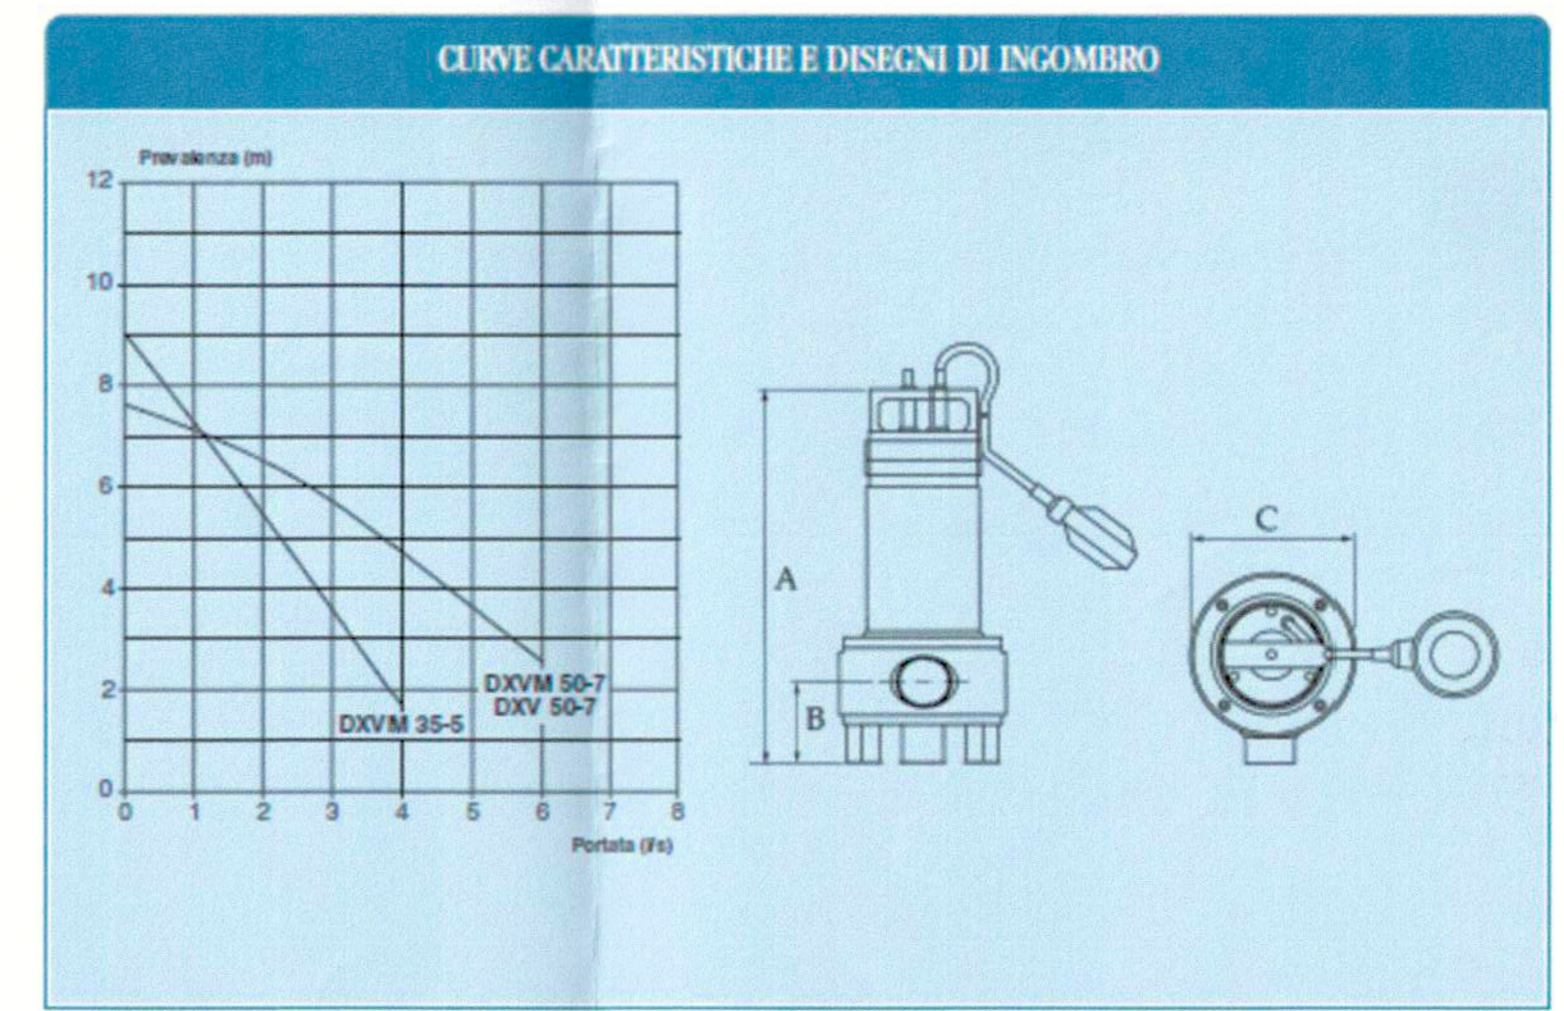 CURVE CARATTERISTICHE E DISEGNI DI INGOMBRO
Prevalenza (m)
12
10
8
6
4
2
0
DXVM 50-7
DXV 50-7
DXVM 35-5
0 1 2 3 4 5 6 7 8
Portata (l/s)
A
B
C